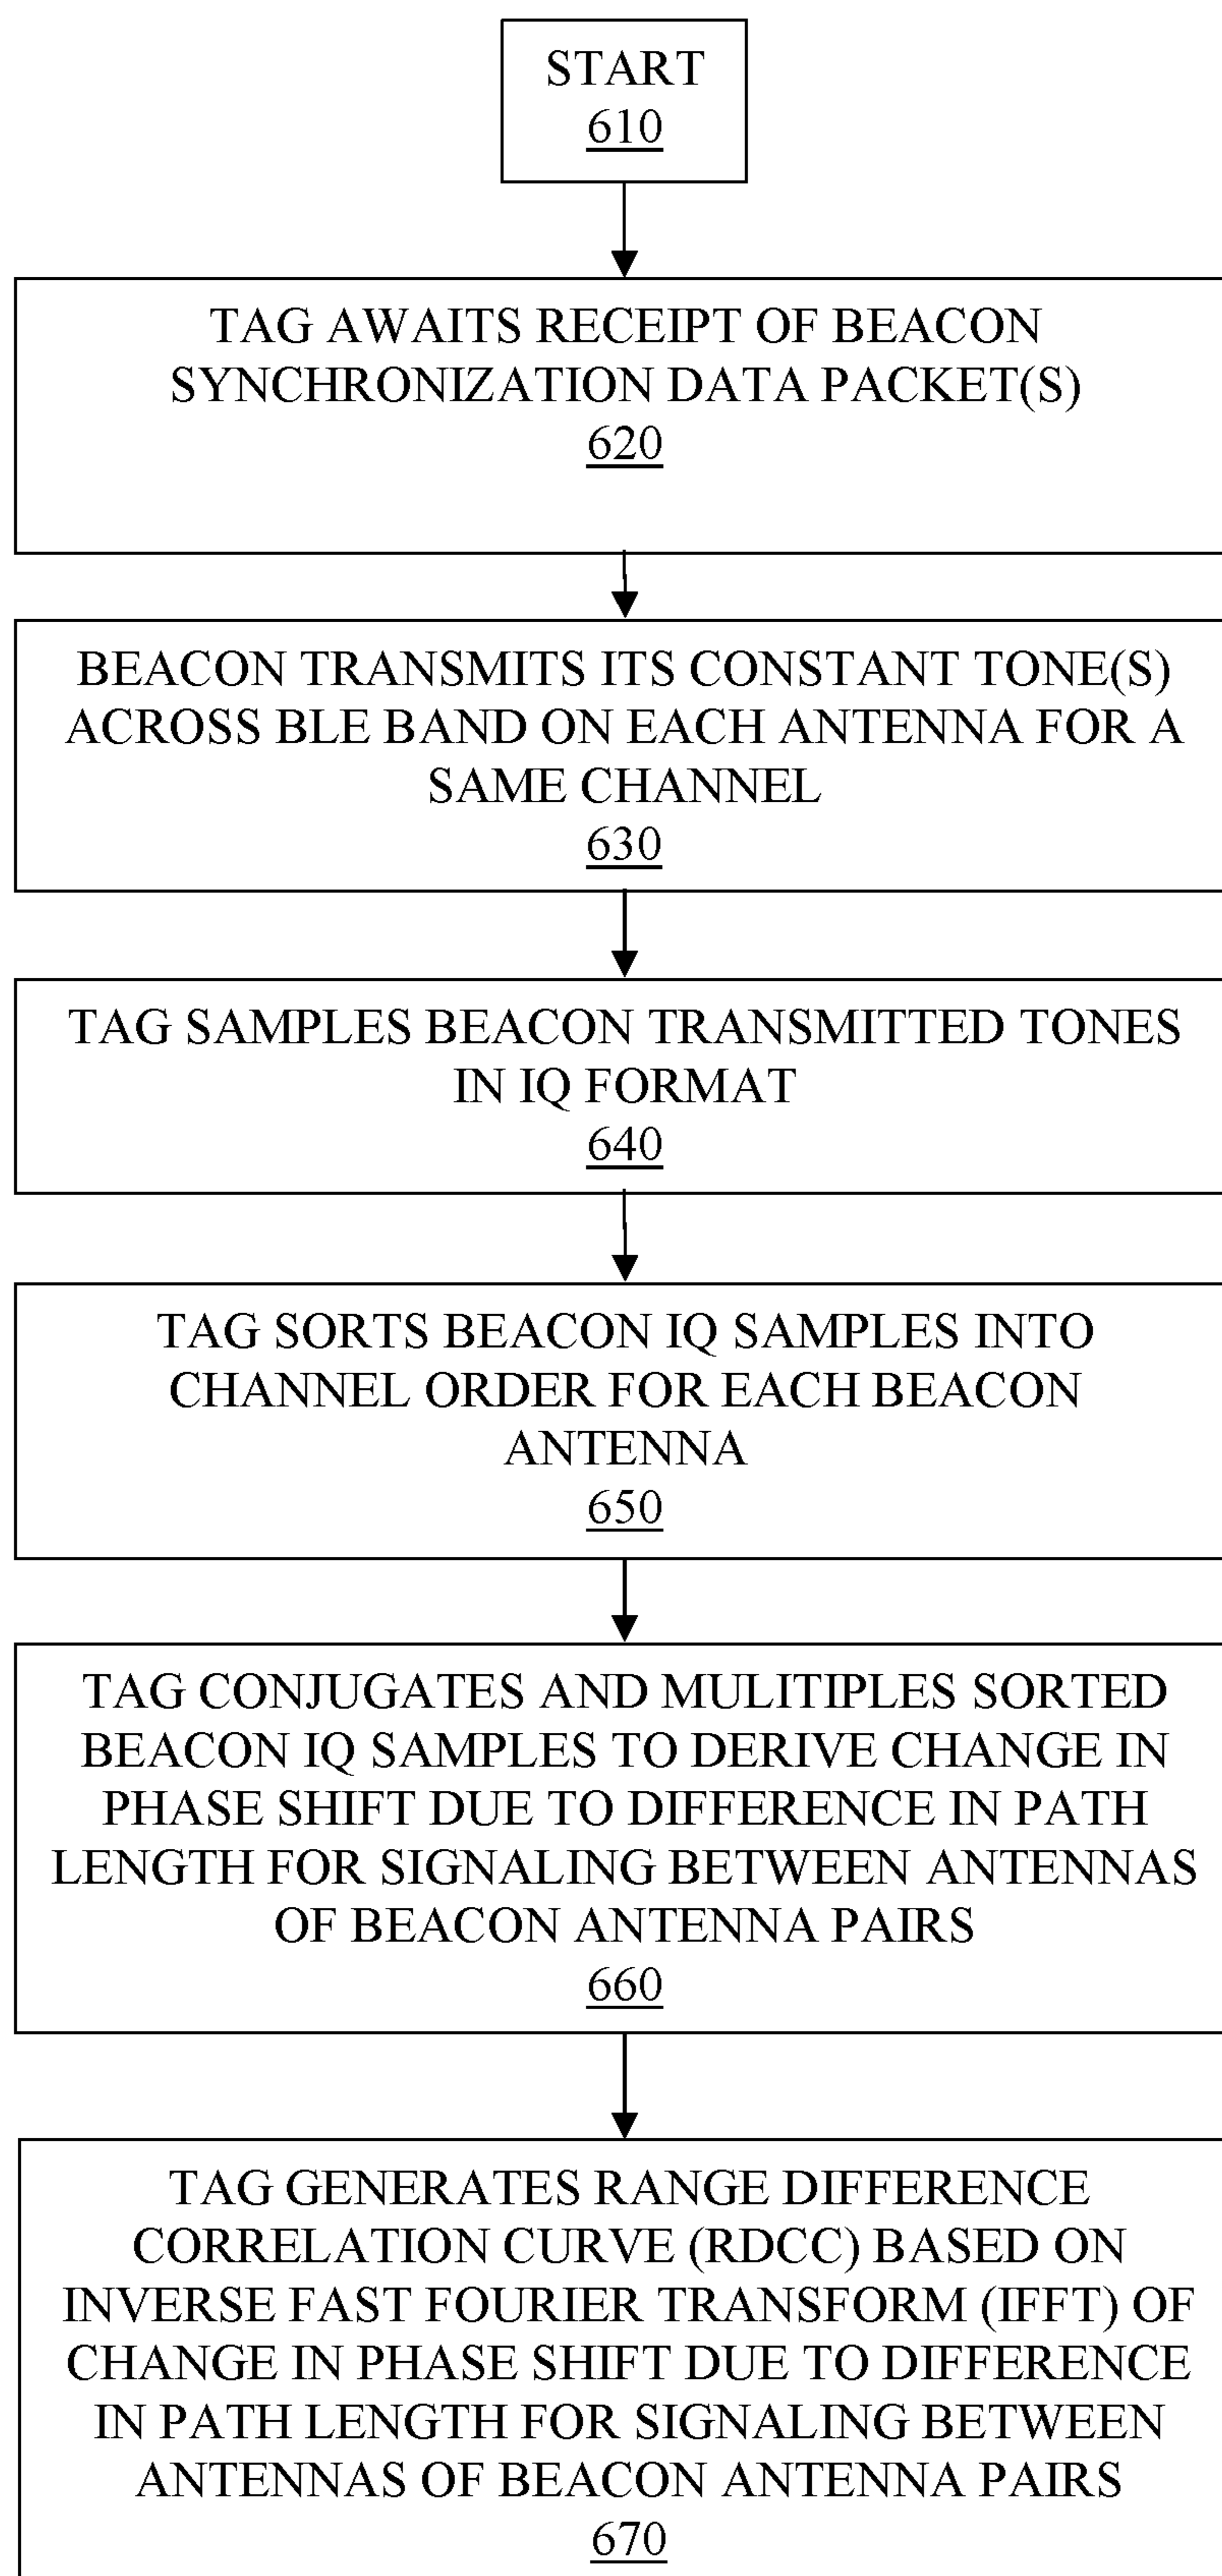 START
610
TAG AWAITS RECEIPT OF BEACON
SYNCHRONIZATION DATA PACKET(S)
620
BEACON TRANSMITS ITS CONSTANT TONE(S)
ACROSS BLE BAND ON EACH ANTENNA FOR A
SAME CHANNEL
630
TAG SAMPLES BEACON TRANSMITTED TONES
IN IQ FORMAT
640
TAG SORTS BEACON IQ SAMPLES INTO
CHANNEL ORDER FOR EACH BEACON
ANTENNA
650
TAG CONJUGATES AND MULITIPLES SORTED
BEACON IQ SAMPLES TO DERIVE CHANGE IN
PHASE SHIFT DUE TO DIFFERENCE IN PATH
LENGTH FOR SIGNALING BETWEEN ANTENNAS
OF BEACON ANTENNA PAIRS
660
TAG GENERATES RANGE DIFFERENCE
CORRELATION CURVE (RDCC) BASED ON
INVERSE FAST FOURIER TRANSFORM (IFFT) OF
CHANGE IN PHASE SHIFT DUE TO DIFFERENCE
IN PATH LENGTH FOR SIGNALING BETWEEN
ANTENNAS OF BEACON ANTENNA PAIRS
670